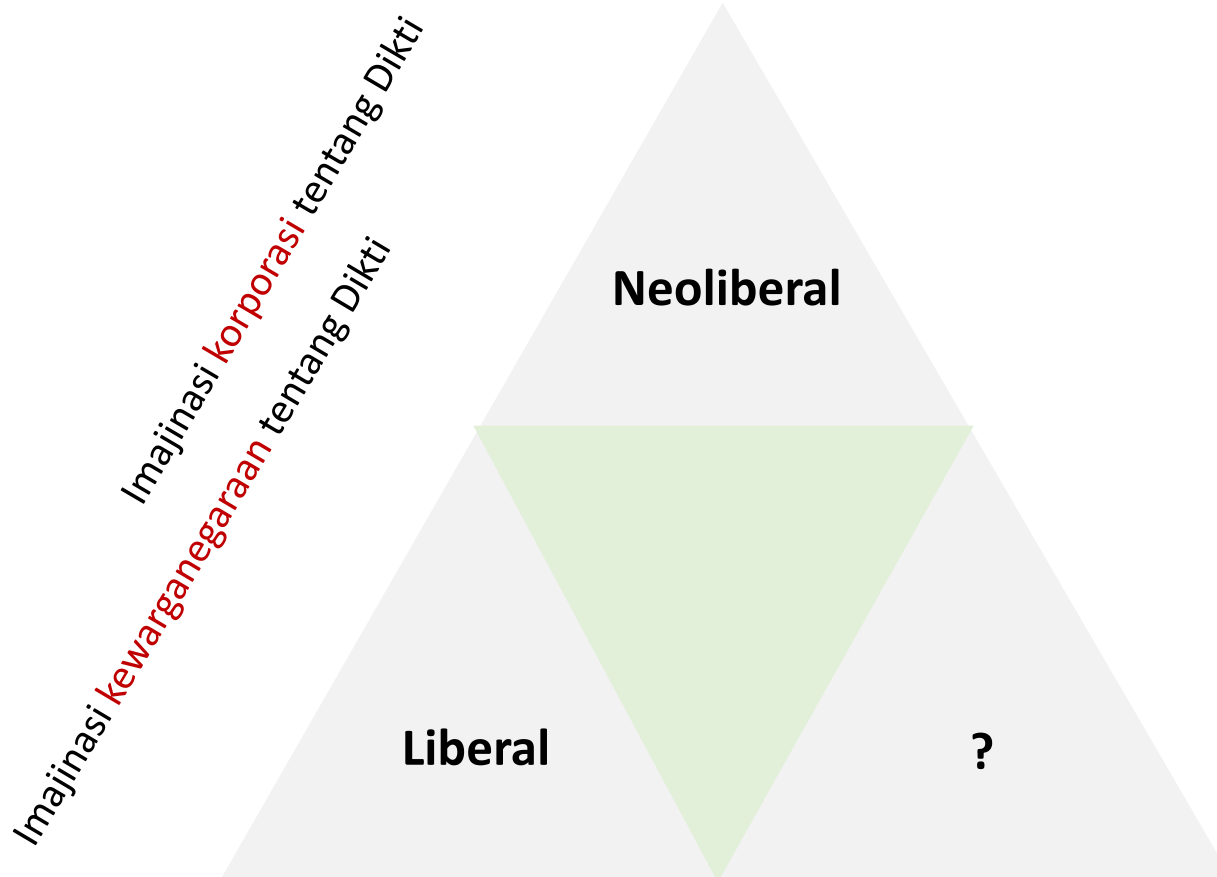 Imajinasi korporasi tentang Dikti
Imajinasi kewarganegaraan tentang Dikti
Neoliberal
Liberal
?